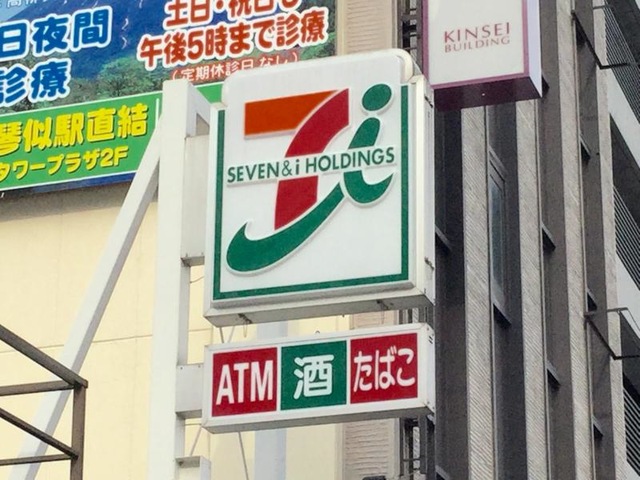 日夜間
診療
土日・祝日も
午後5時まで診療
(定期休診日なし)
琴似駅直結
タワープラザ2F
KINSEI
BUILDING
7i
SEVEN&i HOLDINGS
ATM 酒 たばこ